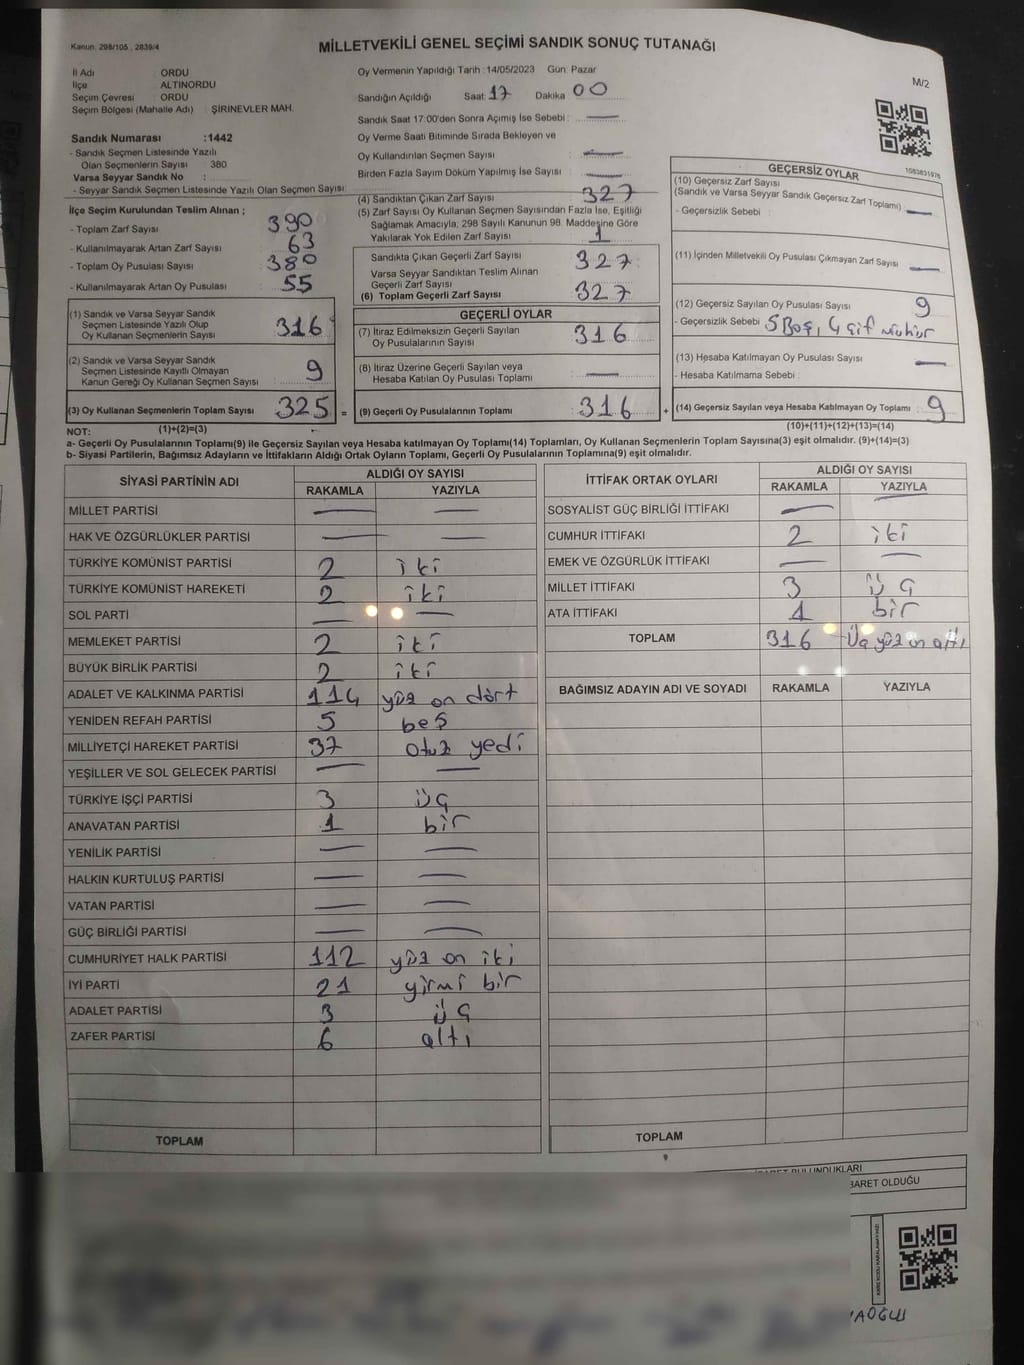 Kanun. 298/105 , 2839/4
MİLLETVEKİLİ GENEL SEÇİMİ SANDIK SONUÇ TUTANAĞI
M/2
İl Adı ORDU
İlçe ALTINORDU
Seçim Çevresi ORDU
Seçim Bölgesi (Mahalle Adı) : ŞİRİNEVLER MAH.
Sandık Numarası :1442
- Sandık Seçmen Listesinde Yazılı
Olan Seçmenlerin Sayısı 380
Varsa Seyyar Sandık No :
- Seyyar Sandık Seçmen Listesinde Yazılı Olan Seçmen Sayısı:
Oy Vermenin Yapıldığı Tarih : 14/05/2023 Gün: Pazar
Sandığın Açıldığı Saat: 17 Dakika 00
Sandık Saat 17:00'den Sonra Açımış İse Sebebi : —
Oy Verme Saati Bitiminde Sırada Bekleyen ve
Oy Kullandırılan Seçmen Sayısı : —
Birden Fazla Sayım Döküm Yapılmış İse Sayısı : —
İlçe Seçim Kurulundan Teslim Alınan ;
- Toplam Zarf Sayısı : 390
- Kullanılmayarak Artan Zarf Sayısı : 63
- Toplam Oy Pusulası Sayısı : 380
- Kullanılmayarak Artan Oy Pusulası : 55
(1) Sandık ve Varsa Seyyar Sandık
Seçmen Listesinde Yazılı Olup
Oy Kullanan Seçmenlerin Sayısı 316
(2) Sandık ve Varsa Seyyar Sandık
Seçmen Listesinde Kayıtlı Olmayan
Kanun Gereği Oy Kullanan Seçmen Sayısı 9
(3) Oy Kullanan Seçmenlerin Toplam Sayısı 325 =
(1)+(2)=(3)
(4) Sandıktan Çıkan Zarf Sayısı : 327
(5) Zarf Sayısı Oy Kullanan Seçmen Sayısından Fazla İse, Eşitliği
Sağlamak Amacıyla; 298 Sayılı Kanunun 98. Maddesine Göre
Yakılarak Yok Edilen Zarf Sayısı 1
Sandıkta Çıkan Geçerli Zarf Sayısı 327
Varsa Seyyar Sandıktan Teslim Alınan
Geçerli Zarf Sayısı
(6) Toplam Geçerli Zarf Sayısı 327
GEÇERLİ OYLAR
(7) İtiraz Edilmeksizin Geçerli Sayılan
Oy Pusulalarının Sayısı 316
(8) İtiraz Üzerine Geçerli Sayılan veya
Hesaba Katılan Oy Pusulası Toplamı —
(9) Geçerli Oy Pusulalarının Toplamı : 316 +
GEÇERSİZ OYLAR
1083831976
(10) Geçersiz Zarf Sayısı
(Sandık ve Varsa Seyyar Sandık Geçersiz Zarf Toplamı) —
- Geçersizlik Sebebi :
(11) İçinden Milletvekili Oy Pusulası Çıkmayan Zarf Sayısı —
(12) Geçersiz Sayılan Oy Pusulası Sayısı 9
- Geçersizlik Sebebi 5 Boş, 4 çif mühür
(13) Hesaba Katılmayan Oy Pusulası Sayısı —
- Hesaba Katılmama Sebebi :
(14) Geçersiz Sayılan veya Hesaba Katılmayan Oy Toplamı 9
(10)+(11)+(12)+(13)=(14)
NOT:
a- Geçerli Oy Pusulalarının Toplamı(9) ile Geçersiz Sayılan veya Hesaba katılmayan Oy Toplamı(14) Toplamları, Oy Kullanan Seçmenlerin Toplam Sayısına(3) eşit olmalıdır. (9)+(14)=(3)
b- Siyasi Partilerin, Bağımsız Adayların ve İttifakların Aldığı Ortak Oyların Toplamı, Geçerli Oy Pusulalarının Toplamına(9) eşit olmalıdır.
SİYASİ PARTİNİN ADI ALDIĞI OY SAYISI
RAKAMLA YAZIYLA
MİLLET PARTİSİ — —
HAK VE ÖZGÜRLÜKLER PARTİSİ — —
TÜRKİYE KOMÜNİST PARTİSİ 2 iki
TÜRKİYE KOMÜNİST HAREKETİ 2 iki
SOL PARTİ — —
MEMLEKET PARTİSİ 2 iki
BÜYÜK BİRLİK PARTİSİ 2 iki
ADALET VE KALKINMA PARTİSİ 114 yüz on dört
YENİDEN REFAH PARTİSİ 5 beş
MİLLİYETÇİ HAREKET PARTİSİ 37 otuz yedi
YEŞİLLER VE SOL GELECEK PARTİSİ — —
TÜRKİYE İŞÇİ PARTİSİ 3 üç
ANAVATAN PARTİSİ 1 bir
YENİLİK PARTİSİ — —
HALKIN KURTULUŞ PARTİSİ — —
VATAN PARTİSİ — —
GÜÇ BİRLİĞİ PARTİSİ — —
CUMHURİYET HALK PARTİSİ 112 yüz on iki
İYİ PARTİ 21 yirmi bir
ADALET PARTİSİ 3 üç
ZAFER PARTİSİ 6 altı
TOPLAM
İTTİFAK ORTAK OYLARI ALDIĞI OY SAYISI
RAKAMLA YAZIYLA
SOSYALİST GÜÇ BİRLİĞİ İTTİFAKI — —
CUMHUR İTTİFAKI 2 iki
EMEK VE ÖZGÜRLÜK İTTİFAKI — —
MİLLET İTTİFAKI 3 üç
ATA İTTİFAKI 1 bir
TOPLAM 316 üç yüz on altı
BAĞIMSIZ ADAYIN ADI VE SOYADI RAKAMLA YAZIYLA
TOPLAM
BULUNDUKLARI
BARET OLDUĞU